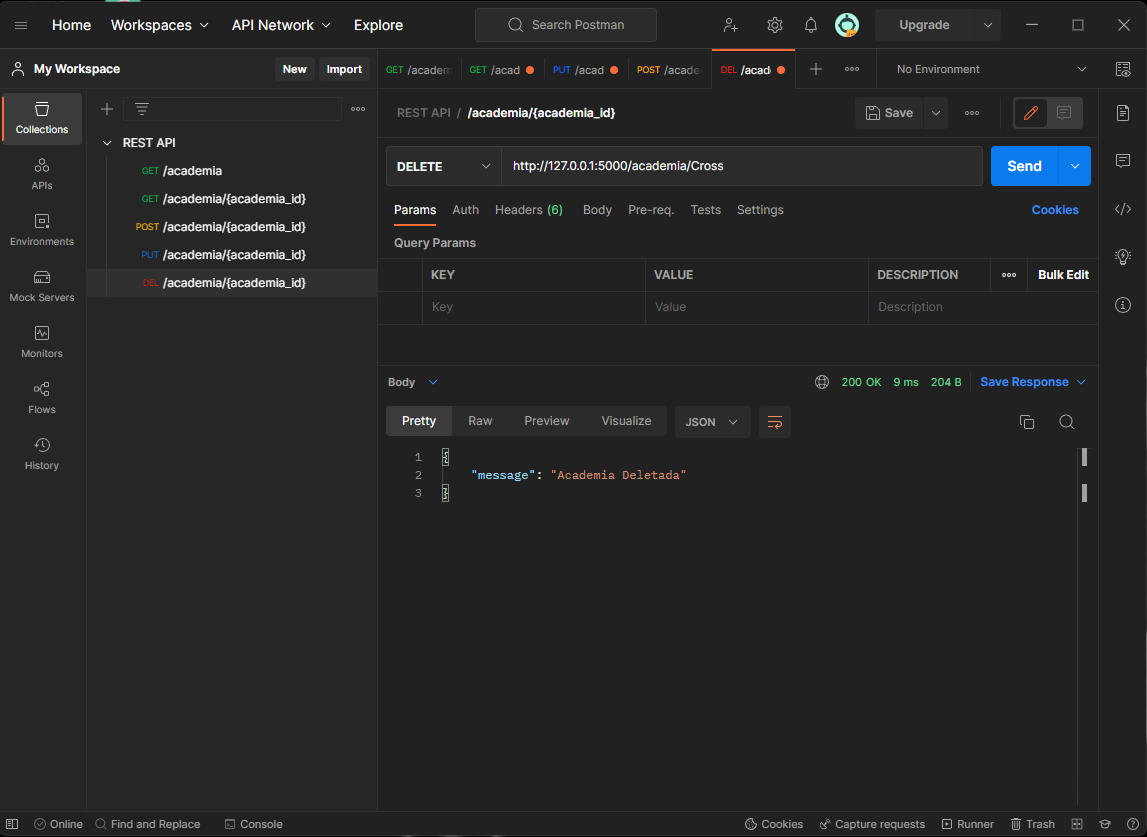 Home Workspaces API Network Explore Search Postman Upgrade
My Workspace New Import GET /academ GET /acad PUT /acad POST /acade DEL /acad No Environment
Collections
APIs
Environments
Mock Servers
Monitors
Flows
History
REST API
GET /academia
GET /academia/{academia_id}
POST /academia/{academia_id}
PUT /academia/{academia_id}
DEL /academia/{academia_id}
REST API / /academia/{academia_id} Save
DELETE http://127.0.0.1:5000/academia/Cross Send
Params Auth Headers (6) Body Pre-req. Tests Settings Cookies
Query Params
KEY VALUE DESCRIPTION Bulk Edit
Key Value Description
Body 200 OK 9 ms 204 B Save Response
Pretty Raw Preview Visualize JSON
1 {
2 "message": "Academia Deletada"
3 }
Online Find and Replace Console Cookies Capture requests Runner Trash